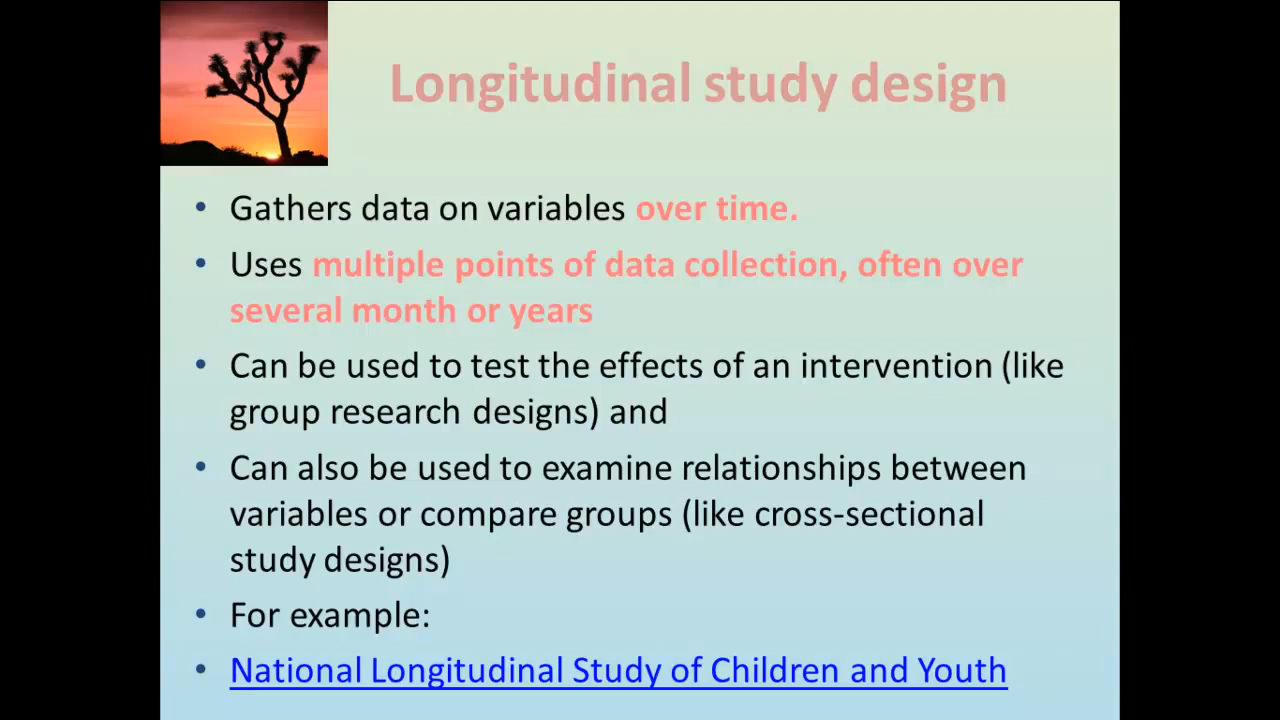 Longitudinal study design
• Gathers data on variables over time.
• Uses multiple points of data collection, often over
several month or years
• Can be used to test the effects of an intervention (like
group research designs) and
• Can also be used to examine relationships between
variables or compare groups (like cross-sectional
study designs)
• For example:
• National Longitudinal Study of Children and Youth